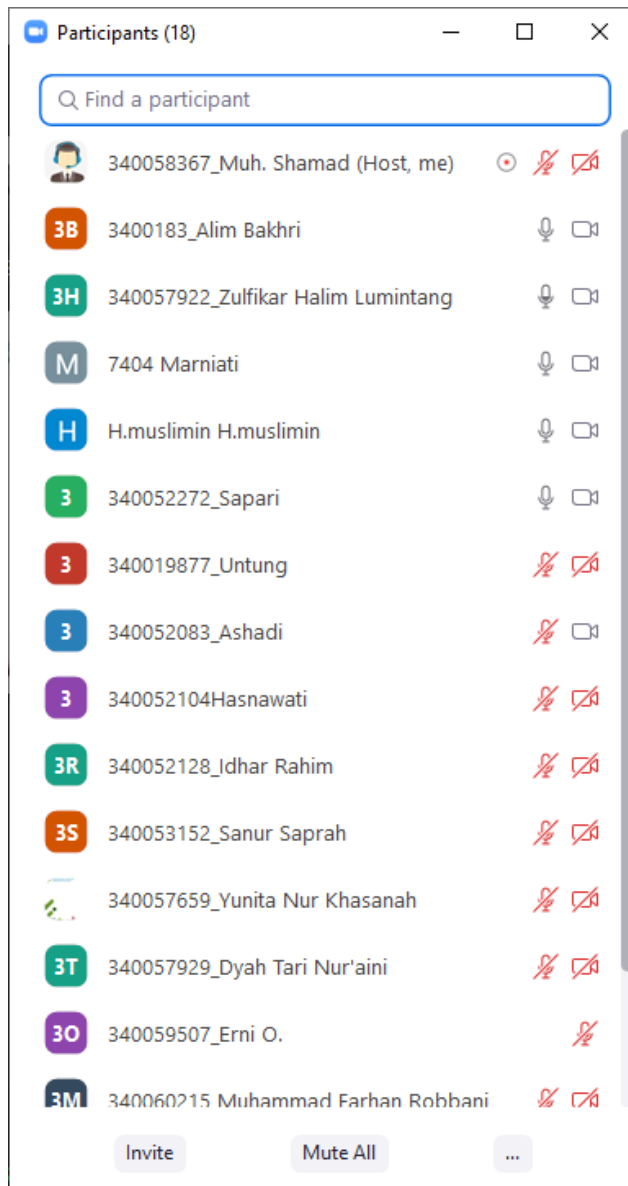 Participants (18)
Find a participant
340058367_Muh. Shamad (Host, me)
3B 3400183_Alim Bakhri
3H 340057922_Zulfikar Halim Lumintang
M 7404 Marniati
H H.muslimin H.muslimin
3 340052272_Sapari
3 340019877_Untung
3 340052083_Ashadi
3 340052104Hasnawati
3R 340052128_Idhar Rahim
3S 340053152_Sanur Saprah
340057659_Yunita Nur Khasanah
3T 340057929_Dyah Tari Nur'aini
3O 340059507_Erni O.
3M 340060215 Muhammad Farhan Robbani
Invite Mute All ...